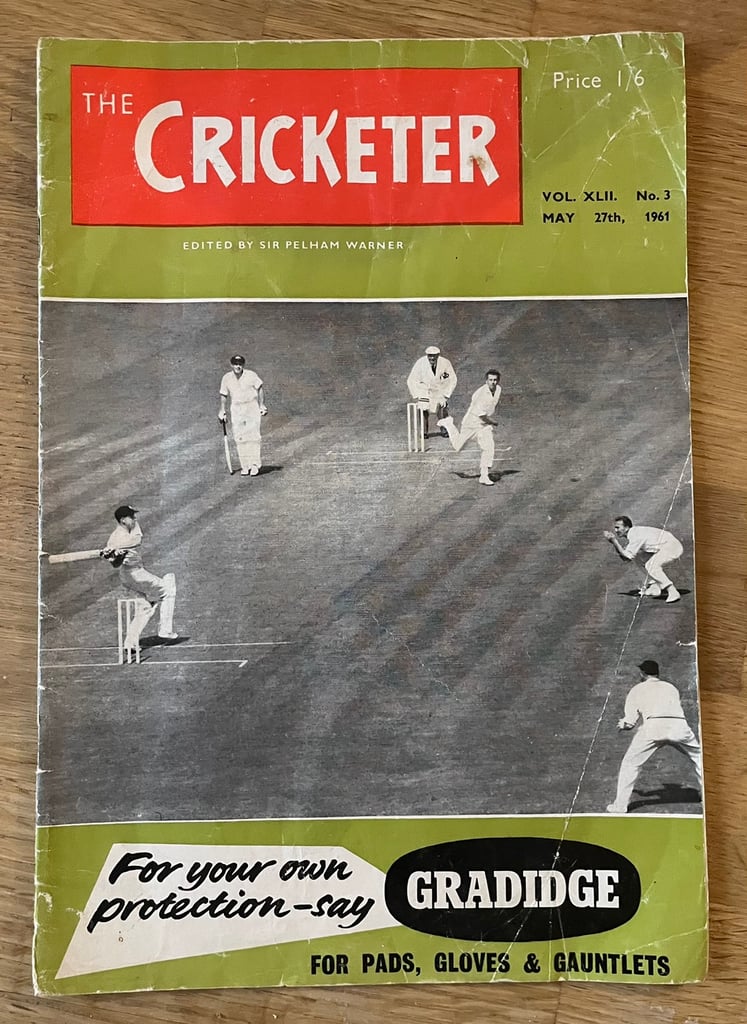 THE
CRICKETER
Price 1/6
VOL. XLII. No. 3
MAY 27th, 1961
EDITED BY SIR PELHAM WARNER
For your own
protection-say
GRADIDGE
FOR PADS, GLOVES & GAUNTLETS